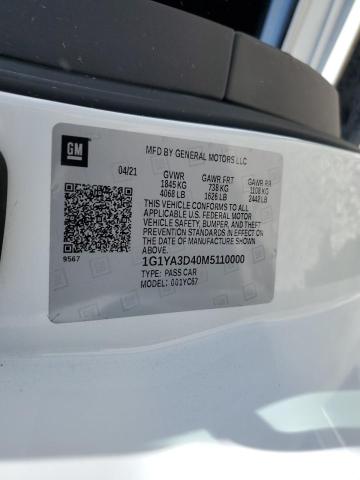 GM
MFD BY GENERAL MOTORS LLC
04/21
GVWR GAWR FRT GAWR RR
1845 KG 738 KG 1108 KG
4068 LB 1626 LB 2442 LB
THIS VEHICLE CONFORMS TO ALL
APPLICABLE U.S. FEDERAL MOTOR
VEHICLE SAFETY, BUMPER, AND THEFT
PREVENTION STANDARDS IN EFFECT ON
THE DATE OF MANUFACTURE SHOWN
ABOVE.
9567
1G1YA3D40M5110000
TYPE: PASS CAR
MODEL: 001YC67